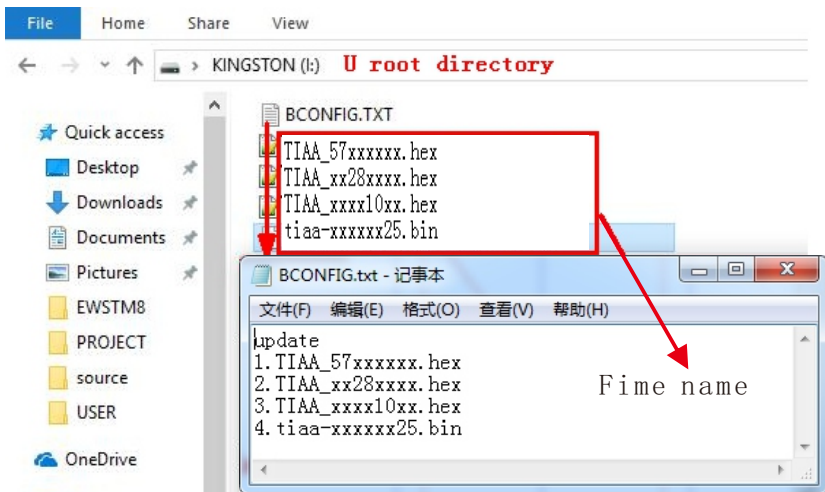 File Home Share View
KINGSTON (I:) U root directory
Quick access
Desktop
Downloads
Documents
Pictures
EWSTM8
PROJECT
source
USER
OneDrive
BCONFIG.TXT
TIAA_57xxxxxx.hex
TIAA_xx28xxxx.hex
TIAA_xxxx10xx.hex
tiaa-xxxxxx25.bin
BCONFIG.txt - 记事本
文件(F) 编辑(E) 格式(O) 查看(V) 帮助(H)
update
1.TIAA_57xxxxxx.hex
2.TIAA_xx28xxxx.hex
3.TIAA_xxxx10xx.hex
4.tiaa-xxxxxx25.bin
Fime name